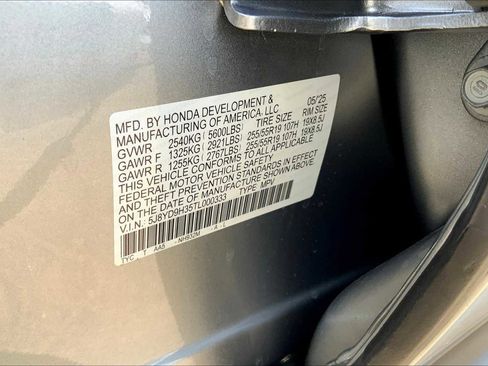 MFD. BY HONDA DEVELOPMENT & 05/25
MANUFACTURING OF AMERICA, LLC
GVWR 2540KG (5600LBS) TIRE SIZE RIM SIZE
GAWR F 1325KG (2921LBS) 255/55R19 107H 19X8.5J
GAWR R 1255KG (2767LBS) 255/55R19 107H 19X8.5J
THIS VEHICLE CONFORMS TO ALL APPLICABLE
FEDERAL MOTOR VEHICLE SAFETY
AND THEFT PREVENTION STANDARDS IN EFFECT
ON THE DATE OF MANUFACTURE SHOWN ABOVE.
V.I.N.: 5J8YD9H35TL000333 TYPE: MPV
TYC T AA5 -NH932M -A -L